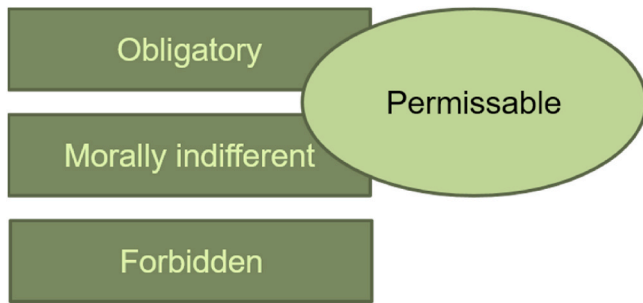 Obligatory
Permissable
Morally indifferent
Forbidden